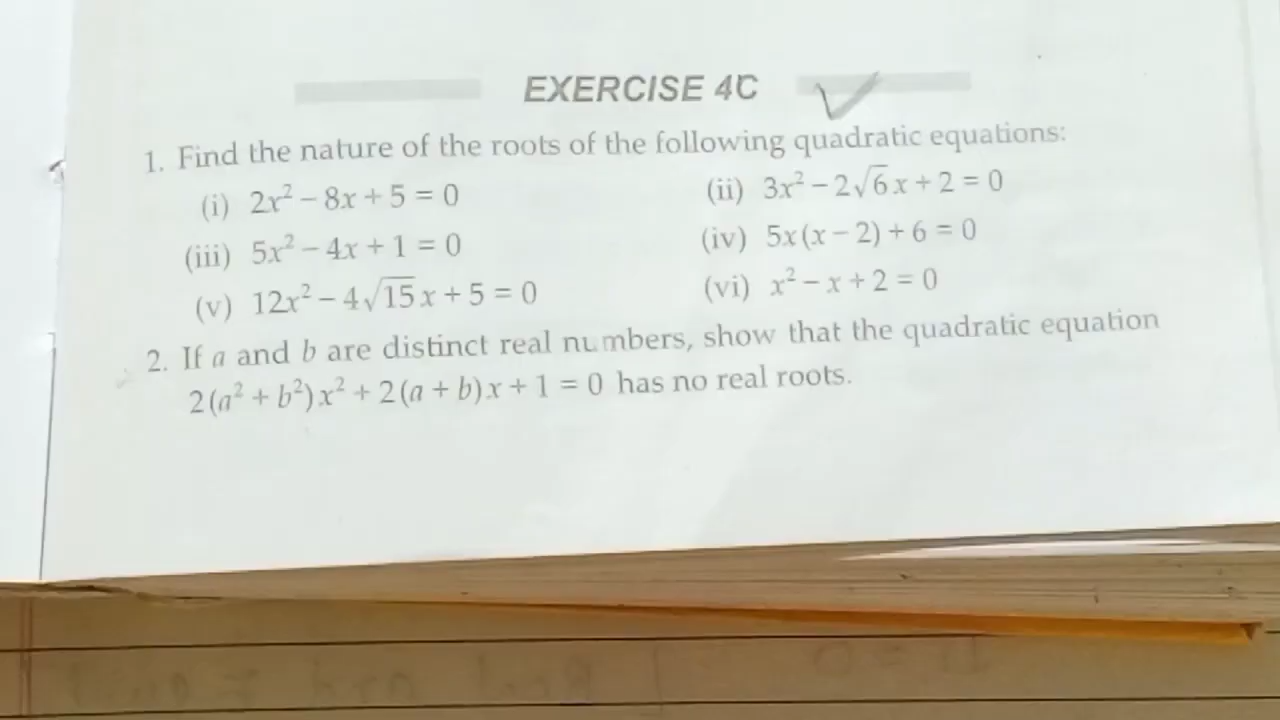 EXERCISE 4C
1. Find the nature of the roots of the following quadratic equations:
(i) 2x² – 8x + 5 = 0 (ii) 3x² – 2√6x + 2 = 0
(iii) 5x² – 4x + 1 = 0 (iv) 5x(x – 2) + 6 = 0
(v) 12x² – 4√15x + 5 = 0 (vi) x² – x + 2 = 0
2. If a and b are distinct real numbers, show that the quadratic equation
2(a² + b²)x² + 2(a + b)x + 1 = 0 has no real roots.